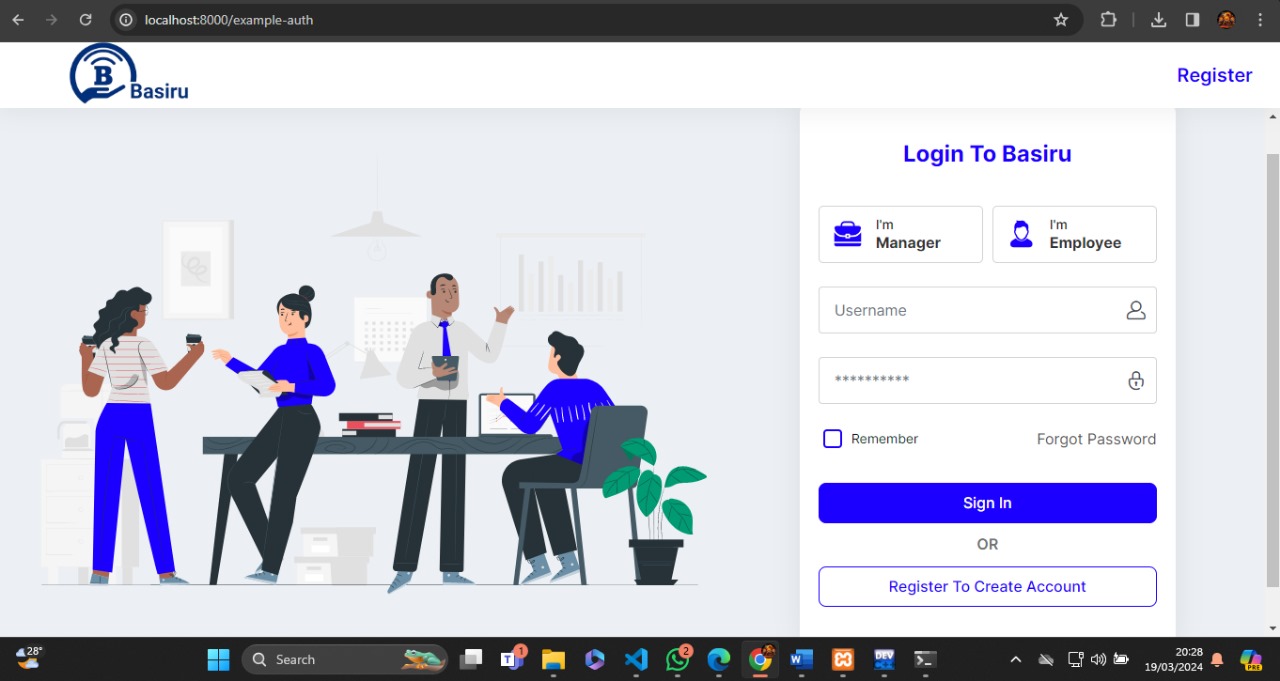 localhost:8000/example-auth
B
Basiru
Register
Login To Basiru
I'm
Manager
I'm
Employee
Username
**********
Remember
Forgot Password
Sign In
OR
Register To Create Account
28°
Search
1
2
DEV
PRE
20:28
19/03/2024